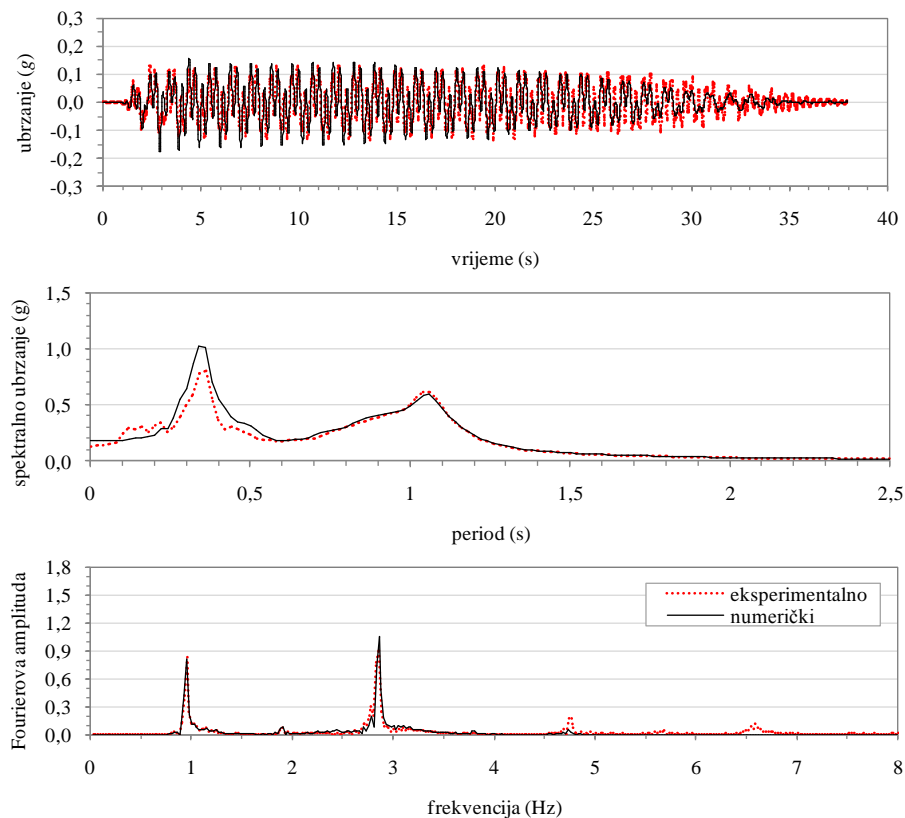 ubrzanje (g)
0,3
0,2
0,1
0,0
-0,1
-0,2
-0,3
0 5 10 15 20 25 30 35 40
vrijeme (s)
spektralno ubrzanje (g)
1,5
1,0
0,5
0,0
0 0,5 1 1,5 2 2,5
period (s)
Fourierova amplituda
1,8
1,5
1,2
0,9
0,6
0,3
0,0
eksperimentalno
numerički
0 1 2 3 4 5 6 7 8
frekvencija (Hz)